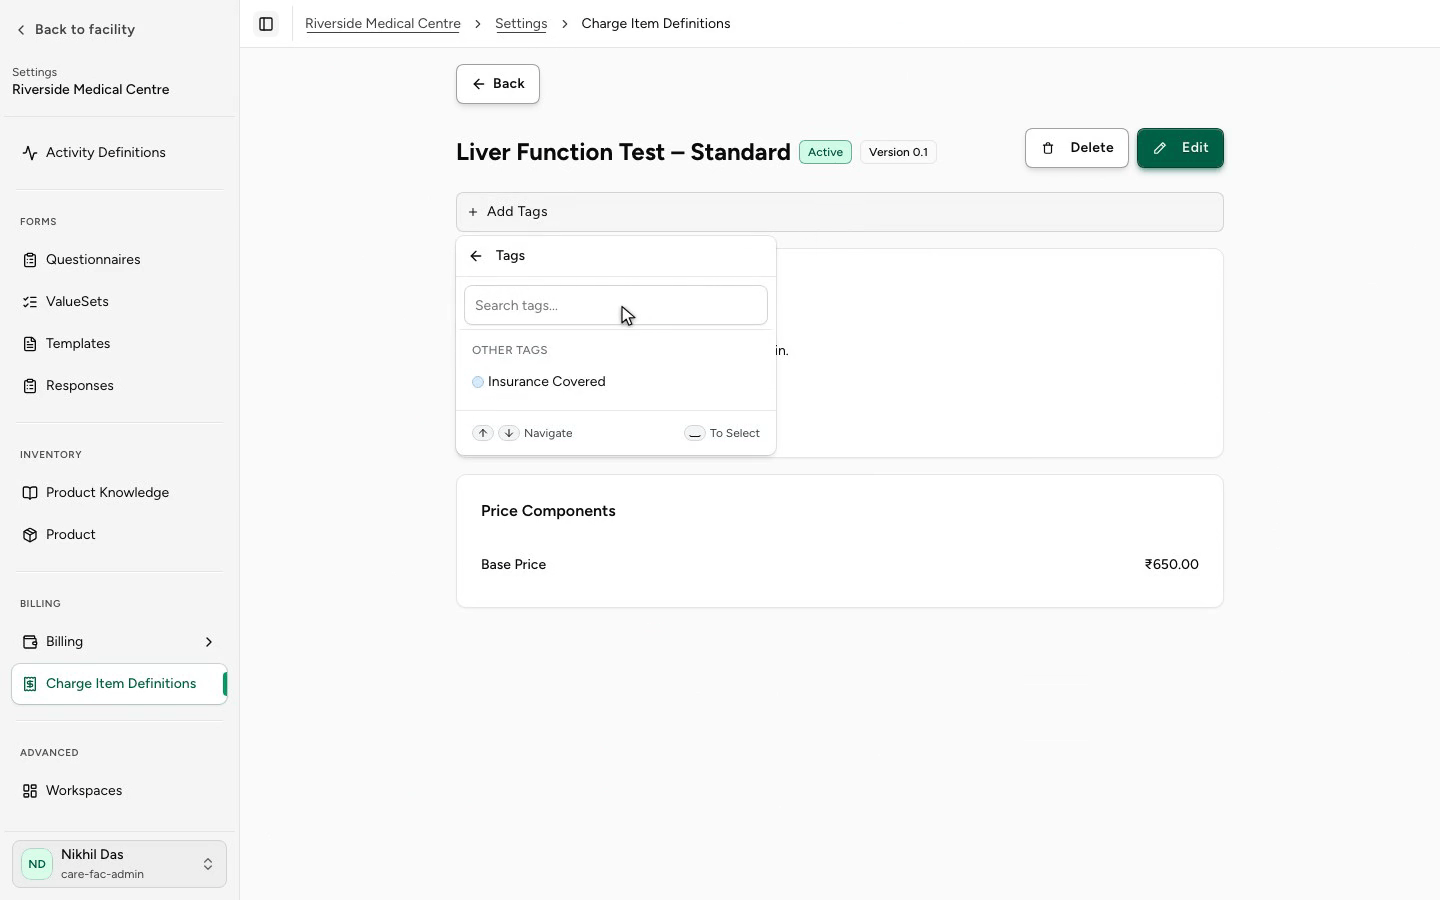 Back to facility
Settings
Riverside Medical Centre
Activity Definitions
FORMS
Questionnaires
ValueSets
Templates
Responses
INVENTORY
Product Knowledge
Product
BILLING
Billing
Charge Item Definitions
ADVANCED
Workspaces
ND
Nikhil Das
care-fac-admin
Riverside Medical Centre > Settings > Charge Item Definitions
Back
Liver Function Test – Standard Active Version 0.1
Delete Edit
+ Add Tags
Tags
Search tags...
OTHER TAGS
in.
Insurance Covered
Navigate To Select
Price Components
Base Price ₹650.00